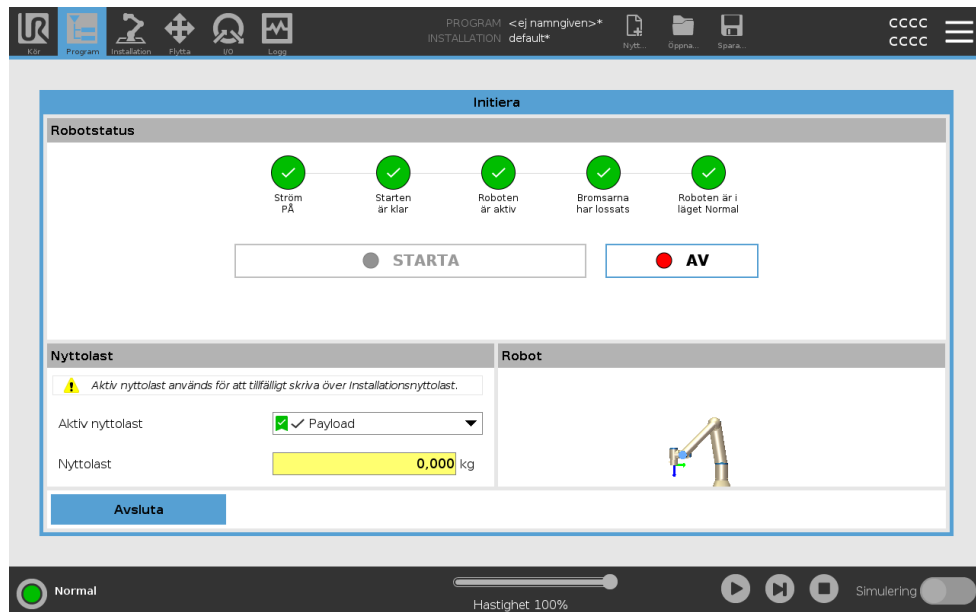 PROGRAM <ej namngiven>*
INSTALLATION default*
Kör Program Installation Flytta I/O Logg Nytt... Öppna... Spara...
CCCC
CCCC
Initiera
Robotstatus
Ström
PÅ
Starten
är klar
Roboten
är aktiv
Bromsarna
har lossats
Roboten är i
läget Normal
STARTA
AV
Nyttolast
Aktiv nyttolast används för att tillfälligt skriva över Installationsnyttolast.
Aktiv nyttolast Payload
Nyttolast 0,000 kg
Robot
Avsluta
Normal
Hastighet 100%
Simulering